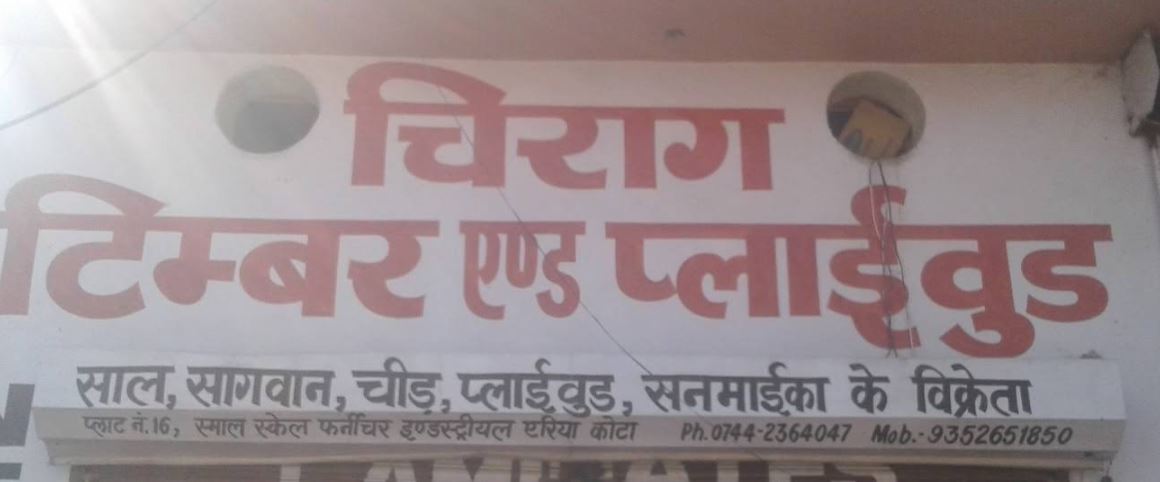 चिराग
टिम्बर एण्ड प्लाईवुड
साल, सागवान, चीड़, प्लाईवुड, सनमाईका के विक्रेता
प्लाट नं.16, स्माल स्केल फर्नीचर इण्डस्ट्रीयल एरिया कोटा Ph.0744-2364047 Mob.-9352651850